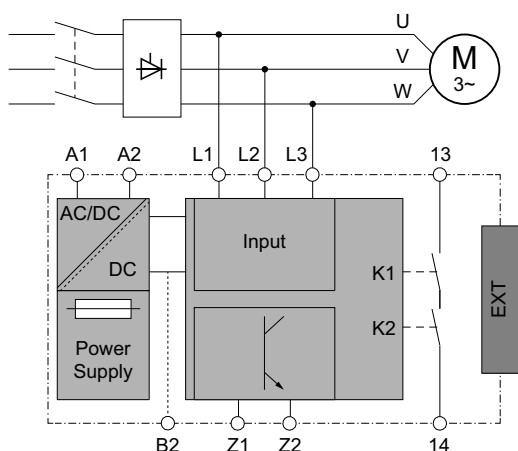 U
V
W
M
3~
A1 A2 L1 L2 L3 13
AC/DC
DC
Input
K1
K2
EXT
Power
Supply
B2 Z1 Z2 14